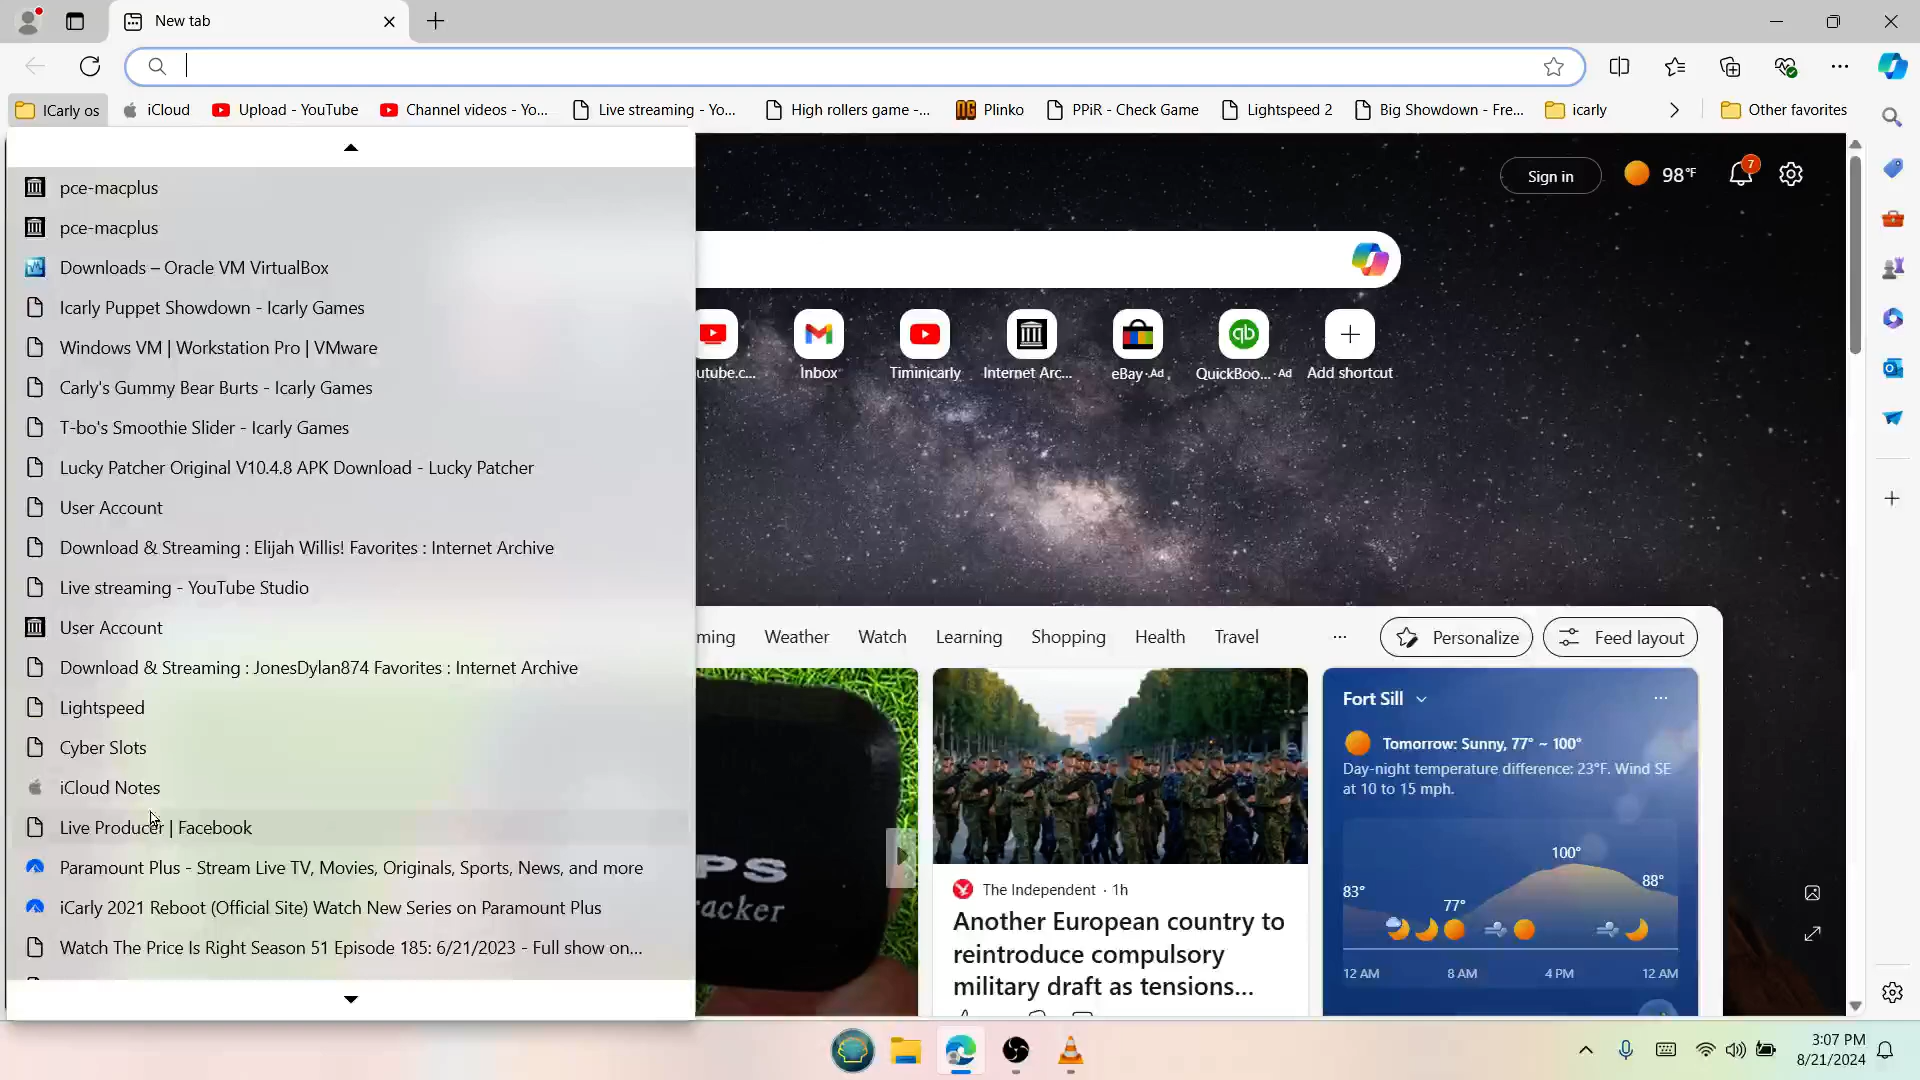 New tab
ICarly os
iCloud
Upload - YouTube
Channel videos - Yo...
Live streaming - Yo...
High rollers game -...
Plinko
PPiR - Check Game
Lightspeed 2
Big Showdown - Fre...
icarly
Other favorites
pce-macplus
pce-macplus
Downloads – Oracle VM VirtualBox
Icarly Puppet Showdown - Icarly Games
Windows VM | Workstation Pro | VMware
Carly's Gummy Bear Burts - Icarly Games
T-bo's Smoothie Slider - Icarly Games
Lucky Patcher Original V10.4.8 APK Download - Lucky Patcher
User Account
Download & Streaming : Elijah Willis! Favorites : Internet Archive
Live streaming - YouTube Studio
User Account
Download & Streaming : JonesDylan874 Favorites : Internet Archive
Lightspeed
Cyber Slots
iCloud Notes
Live Producer | Facebook
Paramount Plus - Stream Live TV, Movies, Originals, Sports, News, and more
iCarly 2021 Reboot (Official Site) Watch New Series on Paramount Plus
Watch The Price Is Right Season 51 Episode 185: 6/21/2023 - Full show on...
Sign in
98°F
7
utube.c...
Inbox
Timinicarly
Internet Arc...
eBay · Ad
qb
QuickBoo... · Ad
Add shortcut
ming
Weather
Watch
Learning
Shopping
Health
Travel
...
Personalize
Feed layout
PS
racker
The Independent · 1h
Another European country to
reintroduce compulsory
military draft as tensions...
Fort Sill
Tomorrow: Sunny, 77° ~ 100°
Day-night temperature difference: 23°F. Wind SE
at 10 to 15 mph.
83°
77°
100°
88°
12 AM
8 AM
4 PM
12 AM
3:07 PM
8/21/2024